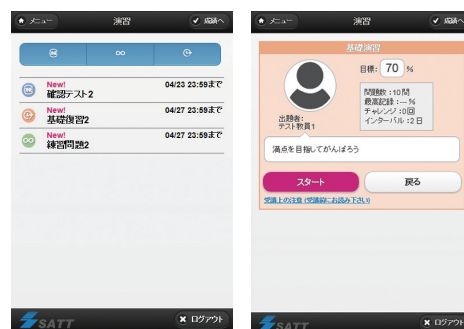 メニュー
演習
成績へ
New!
確認テスト2
04/23 23:59まで
New!
基礎復習2
04/27 23:59まで
New!
練習問題2
04/27 23:59まで
SATT
ログアウト
メニュー
演習
成績へ
基礎演習
目標: 70 %
問題数:10問
最高記録:---%
チャレンジ:0回
インターバル:2日
出題者:
テスト教員1
満点を目指してがんばろう
スタート
戻る
受講上の注意(受講前にお読み下さい)
SATT
ログアウト